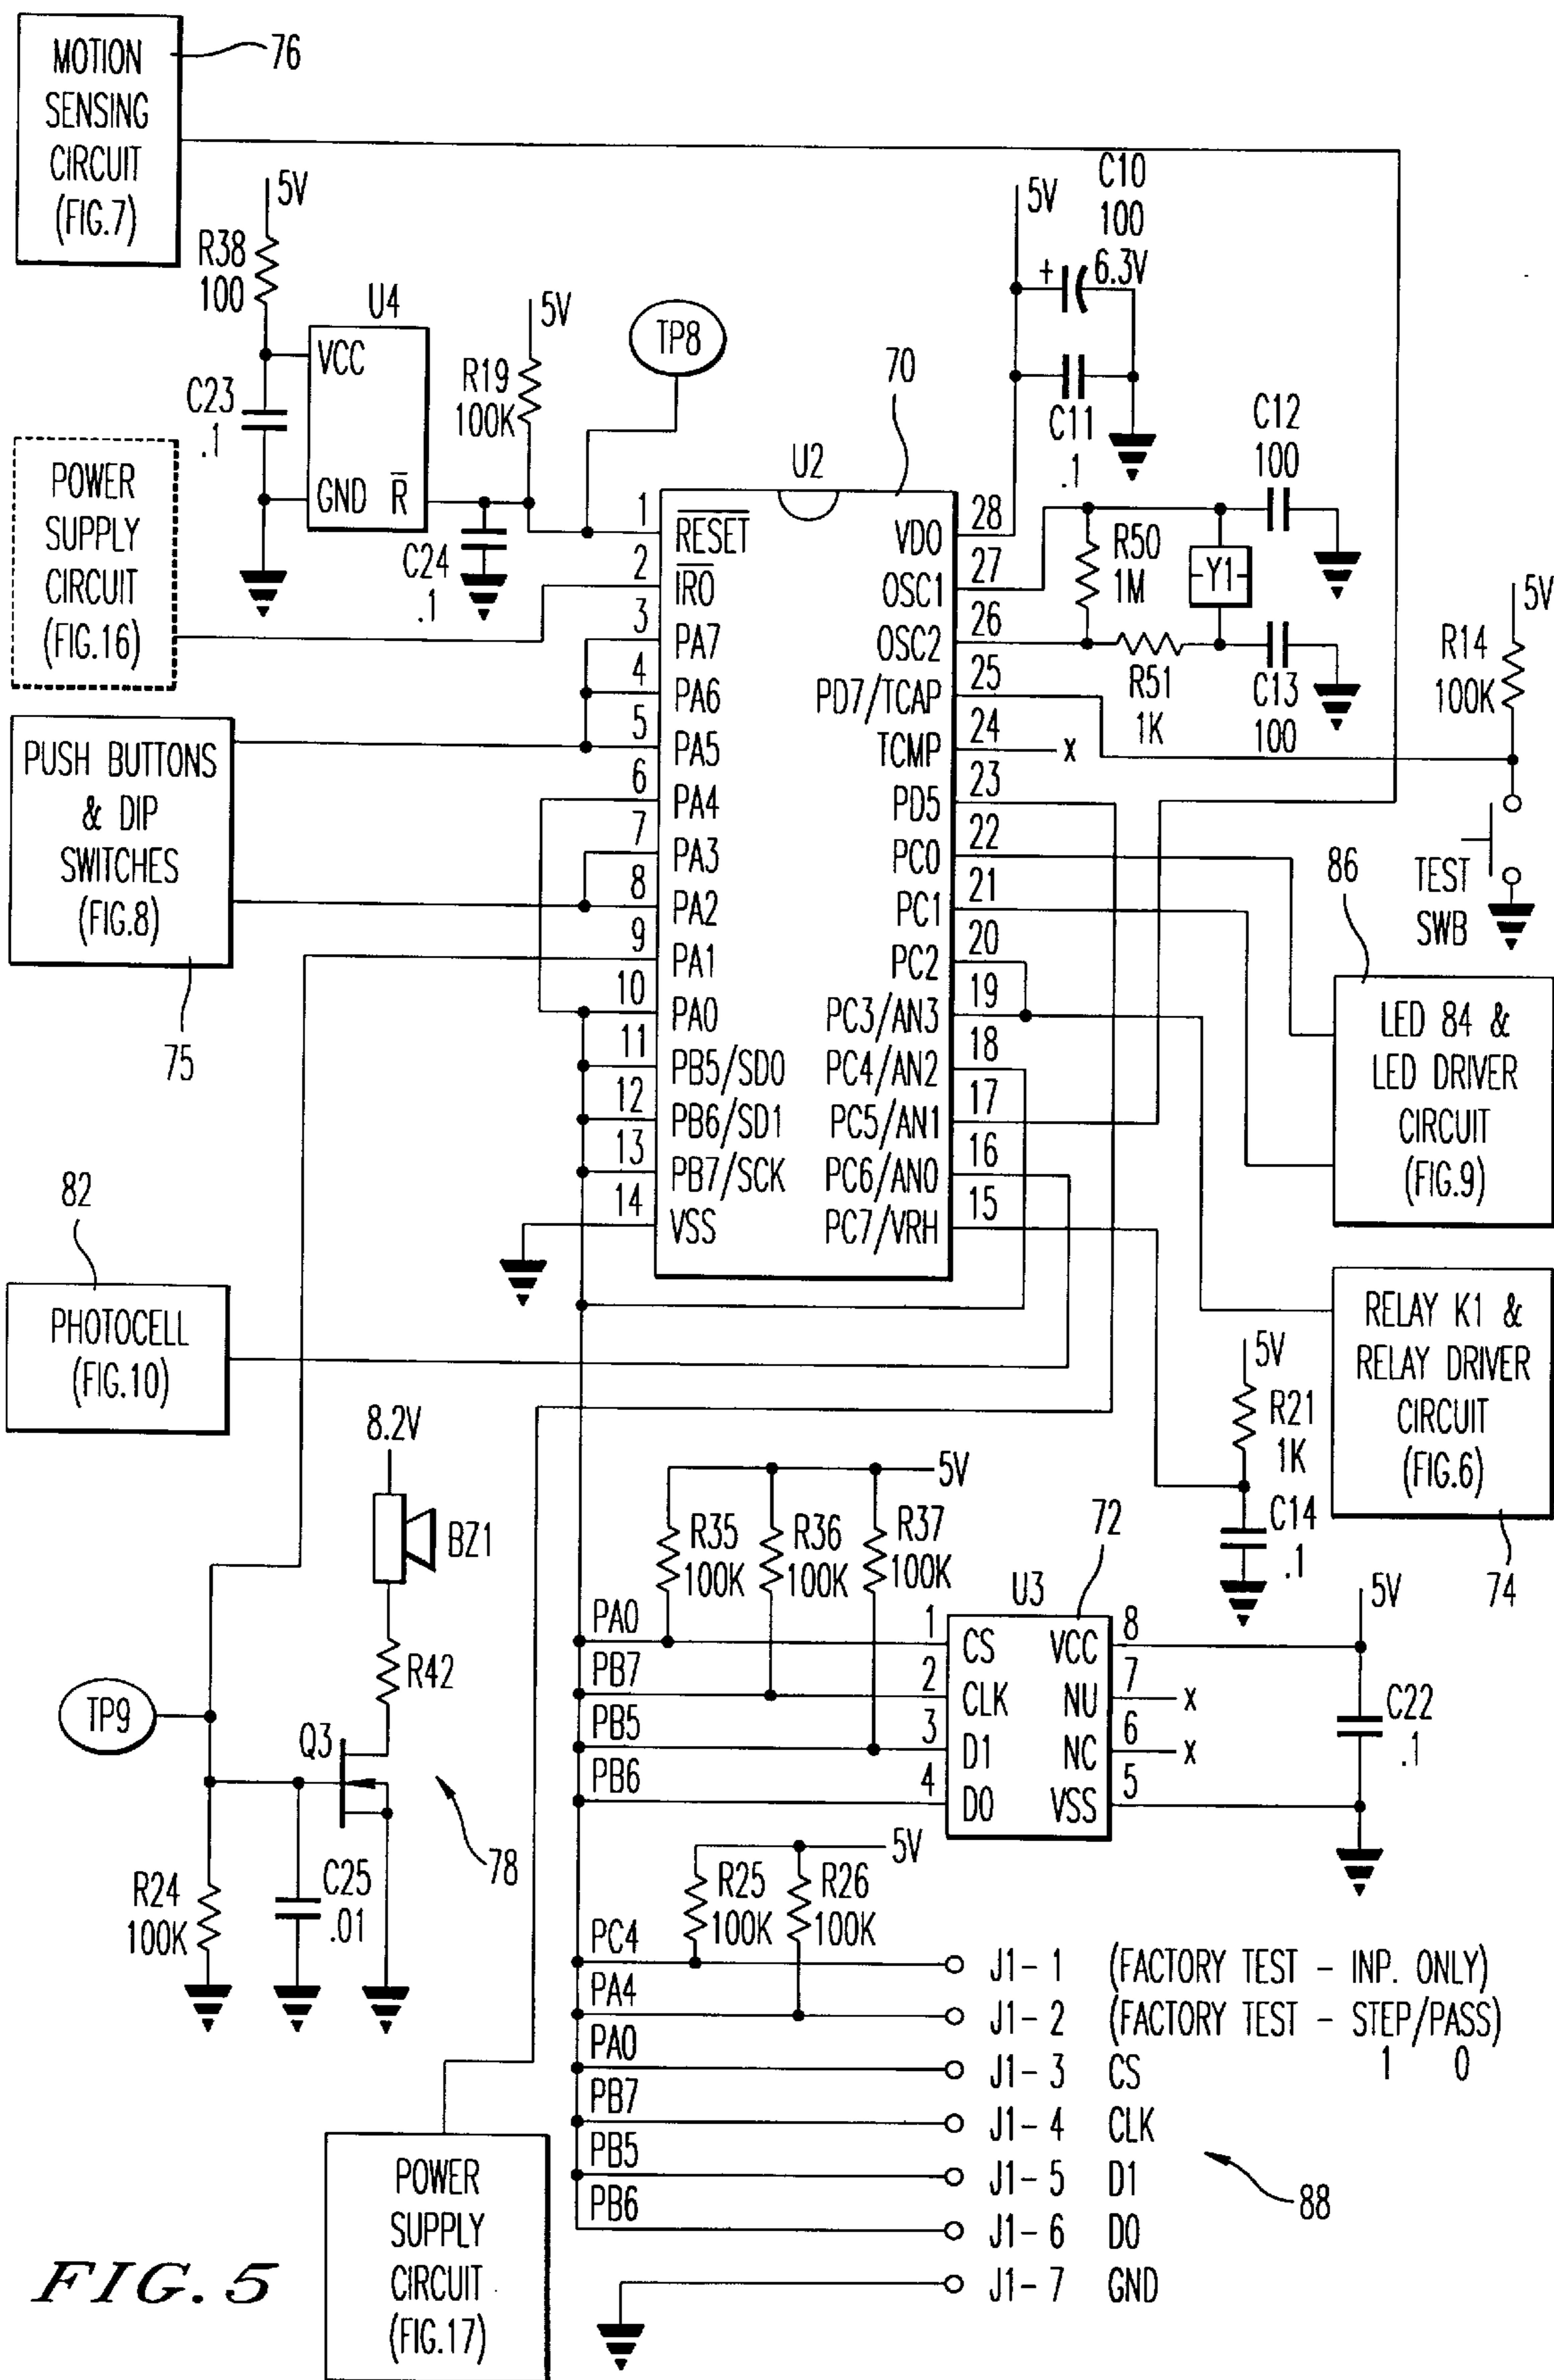 76
MOTION
SENSING
CIRCUIT
(FIG.7)
5V
R38
100
U4
VCC
GND R̅
C23
.1
5V
R19
100K
C24
.1
TP8
5V
C10
100
6.3V
+
C11
.1
C12
100
R50
1M
Y1
R51
1K
C13
100
5V
R14
100K
TEST
SWB
POWER
SUPPLY
CIRCUIT
(FIG.16)
PUSH BUTTONS
& DIP
SWITCHES
(FIG.8)
75
U2
70
1 R̅E̅S̅E̅T̅
2 I̅R̅O̅
3 PA7
4 PA6
5 PA5
6 PA4
7 PA3
8 PA2
9 PA1
10 PA0
11 PB5/SD0
12 PB6/SD1
13 PB7/SCK
14 VSS
VDO 28
OSC1 27
OSC2 26
PD7/TCAP 25
TCMP 24 x
PD5 23
PC0 22
PC1 21
PC2 20
PC3/AN3 19
PC4/AN2 18
PC5/AN1 17
PC6/AN0 16
PC7/VRH 15
86
LED 84 &
LED DRIVER
CIRCUIT
(FIG.9)
82
PHOTOCELL
(FIG.10)
RELAY K1 &
RELAY DRIVER
CIRCUIT
(FIG.6)
74
5V
R21
1K
C14
.1
8.2V
BZ1
R42
TP9
Q3
78
R24
100K
C25
.01
5V
R35
100K
R36
100K
R37
100K
U3
72
PA0 1 CS
PB7 2 CLK
PB5 3 D1
PB6 4 D0
VCC 8
NU 7 x
NC 6 x
VSS 5
5V
C22
.1
5V
R25
100K
R26
100K
PC4 J1-1 (FACTORY TEST - INP. ONLY)
PA4 J1-2 (FACTORY TEST - STEP/PASS)
1 0
PA0 J1-3 CS
PB7 J1-4 CLK
PB5 J1-5 D1
PB6 J1-6 D0
J1-7 GND
88
POWER
SUPPLY
CIRCUIT
(FIG.17)
FIG. 5